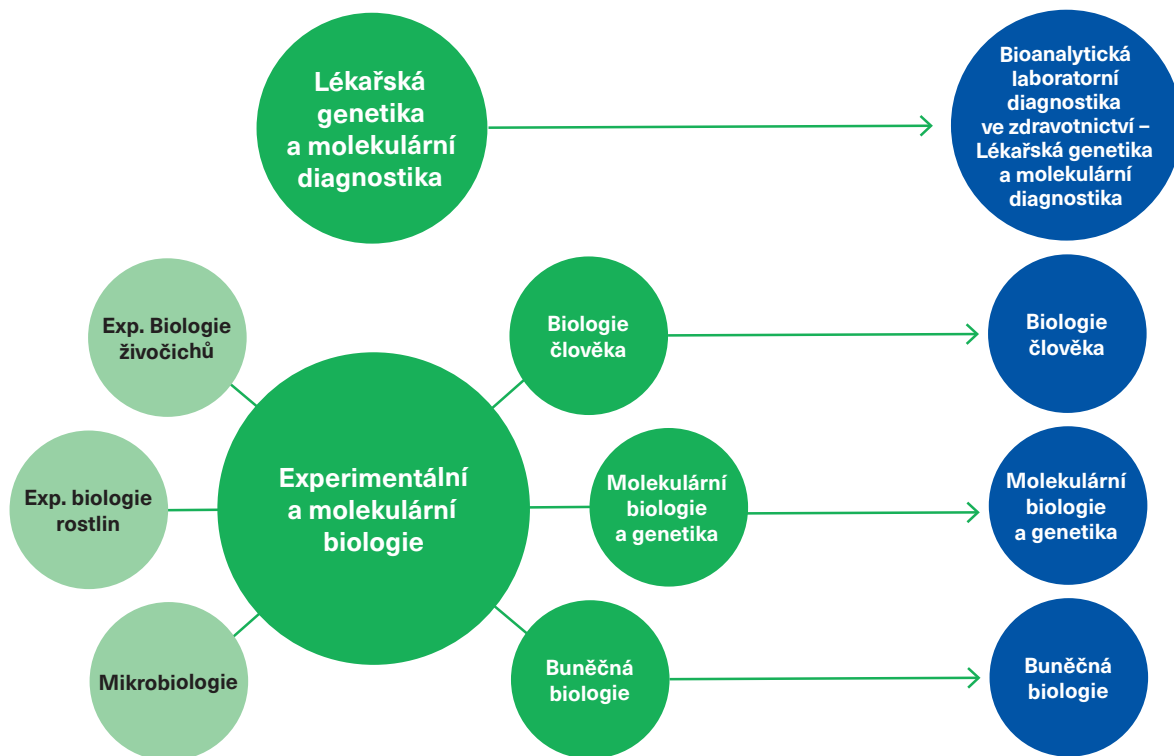 Lékařská
genetika
a molekulární
diagnostika
Bioanalytická
laboratorní
diagnostika
ve zdravotnictví –
Lékařská genetika
a molekulární
diagnostika
Exp. Biologie
živočichů
Biologie
člověka
Biologie
člověka
Exp. biologie
rostlin
Experimentální
a molekulární
biologie
Molekulární
biologie
a genetika
Molekulární
biologie
a genetika
Mikrobiologie
Buněčná
biologie
Buněčná
biologie